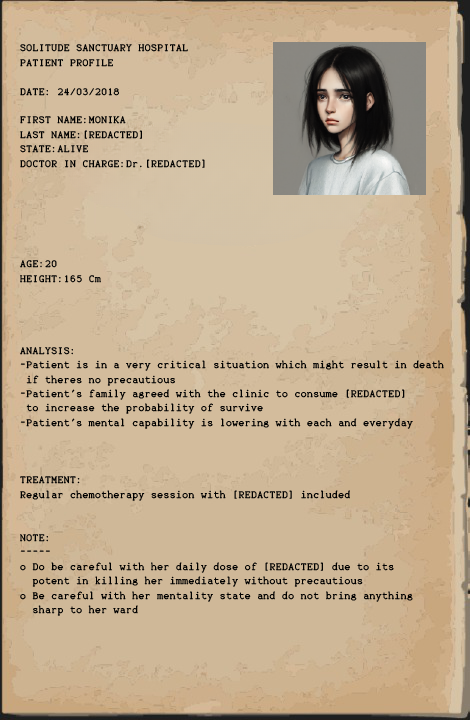 SOLITUDE SANCTUARY HOSPITAL
PATIENT PROFILE
DATE: 24/03/2018
FIRST NAME:MONIKA
LAST NAME:[REDACTED]
STATE:ALIVE
DOCTOR IN CHARGE:Dr.[REDACTED]
AGE:20
HEIGHT:165 Cm
ANALYSIS:
-Patient is in a very critical situation which might result in death
if theres no precautious
-Patient's family agreed with the clinic to consume [REDACTED]
to increase the probability of survive
-Patient's mental capability is lowering with each and everyday
TREATMENT:
Regular chemotherapy session with [REDACTED] included
NOTE:
-----
o Do be careful with her daily dose of [REDACTED] due to its
potent in killing her immediately without precautious
o Be careful with her mentality state and do not bring anything
sharp to her ward